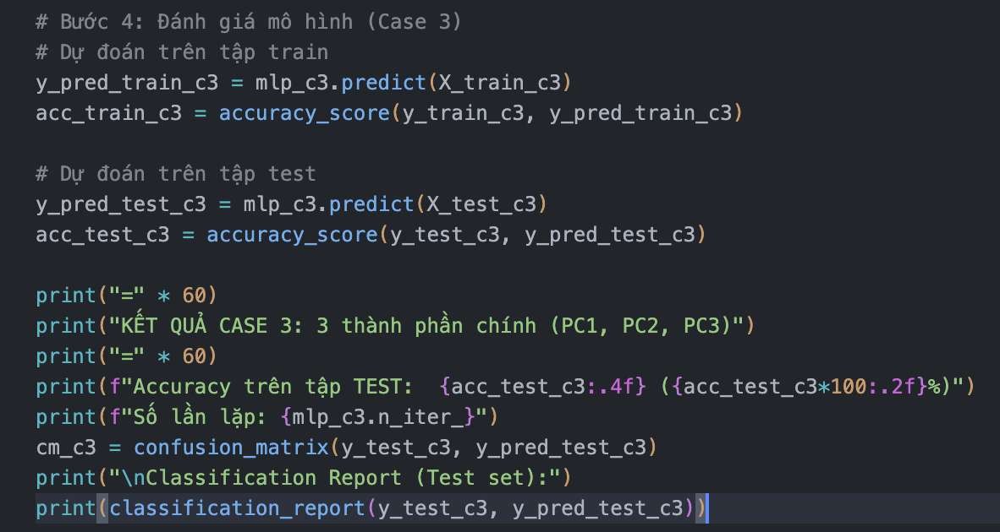 # Bước 4: Đánh giá mô hình (Case 3)
# Dự đoán trên tập train
y_pred_train_c3 = mlp_c3.predict(X_train_c3)
acc_train_c3 = accuracy_score(y_train_c3, y_pred_train_c3)
# Dự đoán trên tập test
y_pred_test_c3 = mlp_c3.predict(X_test_c3)
acc_test_c3 = accuracy_score(y_test_c3, y_pred_test_c3)
print("=" * 60)
print("KẾT QUẢ CASE 3: 3 thành phần chính (PC1, PC2, PC3)")
print("=" * 60)
print(f"Accuracy trên tập TEST:  {acc_test_c3:.4f} ({acc_test_c3*100:.2f}%)")
print(f"Số lần lặp: {mlp_c3.n_iter_}")
cm_c3 = confusion_matrix(y_test_c3, y_pred_test_c3)
print("\nClassification Report (Test set):")
print(classification_report(y_test_c3, y_pred_test_c3))